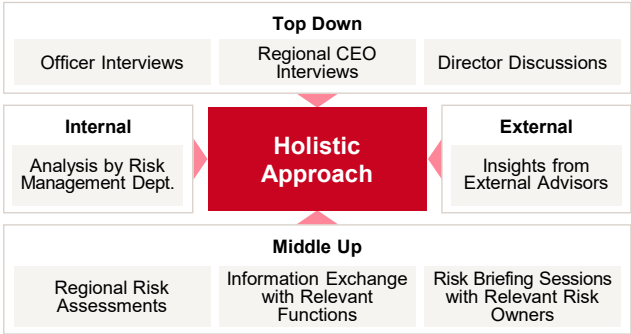 Top Down
Officer Interviews
Regional CEO
Interviews
Director Discussions
Internal
Analysis by Risk
Management Dept.
Holistic
Approach
External
Insights from
External Advisors
Middle Up
Regional Risk
Assessments
Information Exchange
with Relevant
Functions
Risk Briefing Sessions
with Relevant Risk
Owners